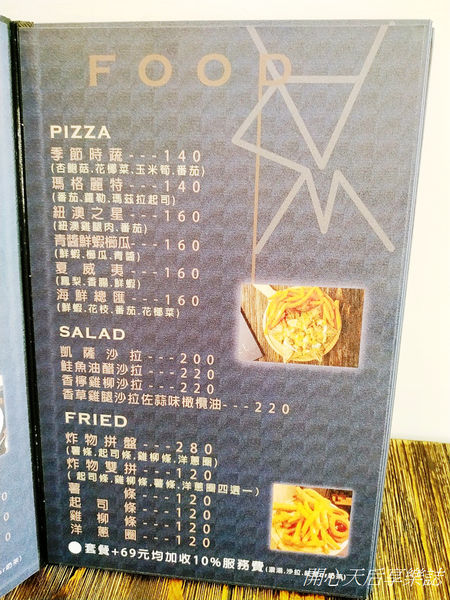 FOOD
PIZZA
季節時蔬---140
(杏鮑菇.花椰菜.玉米筍.番茄)
瑪格麗特---140
(番茄.羅勒.瑪茲拉起司)
紐澳之星---160
(紐澳雞腿肉.番茄)
青醬鮮蝦櫛瓜---160
(鮮蝦.櫛瓜.青醬)
夏威夷---160
(鳳梨.香腸.鮮蝦)
海鮮總匯---160
(鮮蝦.花枝.番茄.花椰菜)
SALAD
凱薩沙拉---200
鮭魚油醋沙拉---220
香檸雞柳沙拉---220
香草雞腿沙拉佐蒜味橄欖油---220
FRIED
炸物拼盤---280
(薯條.起司條.雞柳條.洋蔥圈)
炸物雙拼---120
(起司條.雞柳條.薯條.洋蔥圈四選一)
薯條---120
起司條---120
雞柳條---120
洋蔥圈---120
●套餐+69元均加收10%服務費(濃湯.沙拉
開心天后享樂誌